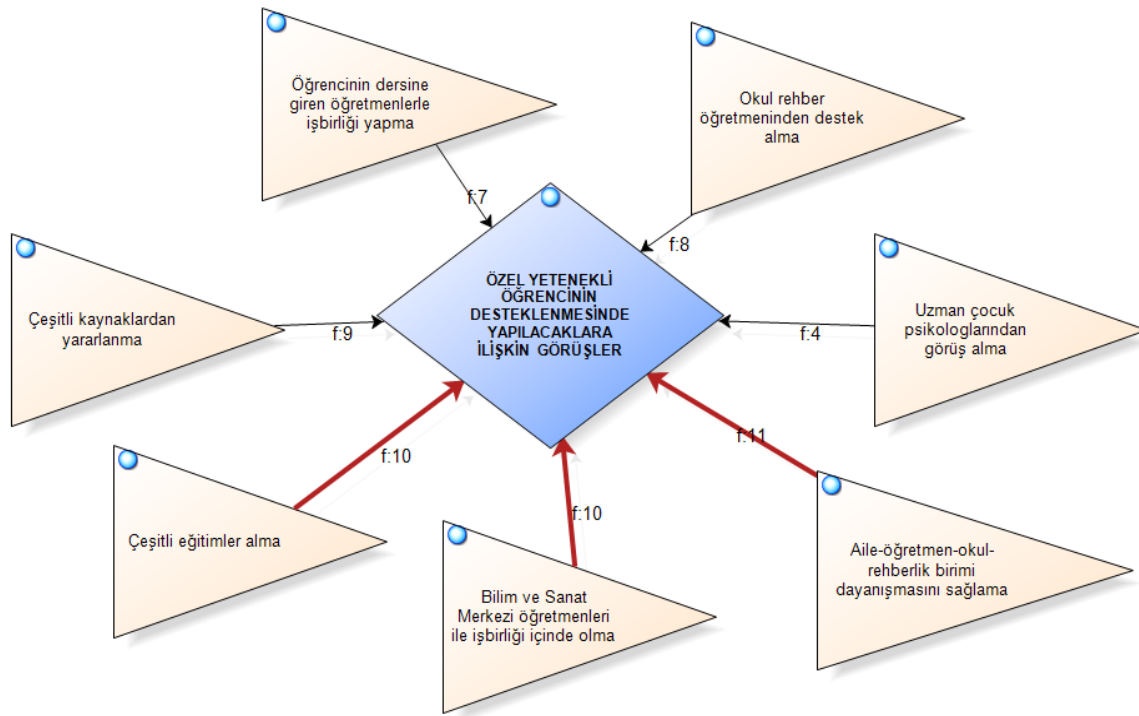 Öğrencinin dersine
giren öğretmenlerle
işbirliği yapma
Okul rehber
öğretmeninden destek
alma
f:7
f:8
ÖZEL YETENEKLİ
ÖĞRENCİNİN
DESTEKLENMESİNDE
YAPILACAKLARA
İLİŞKİN GÖRÜŞLER
Çeşitli kaynaklardan
yararlanma
f:9
Uzman çocuk
psikologlarından
görüş alma
f:4
f:10
f:11
Çeşitli eğitimler alma
f:10
Bilim ve Sanat
Merkezi öğretmenleri
ile işbirliği içinde olma
Aile-öğretmen-okul-
rehberlik birimi
dayanışmasını sağlama